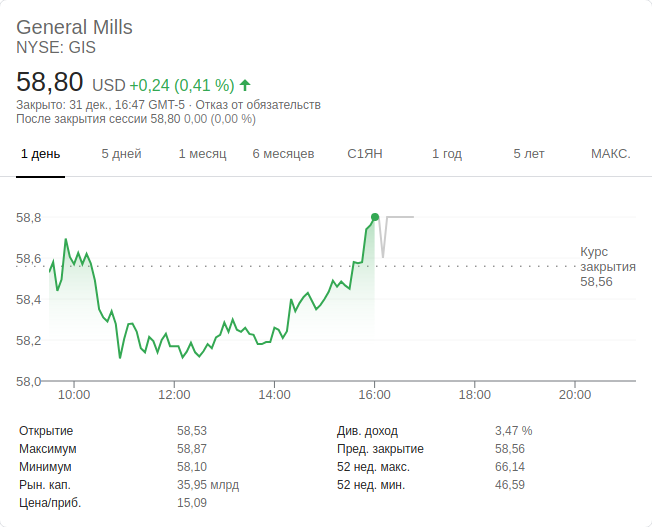 General Mills
NYSE: GIS
58,80 USD +0,24 (0,41 %)
Закрыто: 31 дек., 16:47 GMT-5 · Отказ от обязательств
После закрытия сессии 58,80 0,00 (0,00 %)
1 день 5 дней 1 месяц 6 месяцев С1ЯН 1 год 5 лет МАКС.
58,8
58,6
58,4
58,2
58,0
Курс
закрытия
58,56
10:00 12:00 14:00 16:00 18:00 20:00
Открытие 58,53 Див. доход 3,47 %
Максимум 58,87 Пред. закрытие 58,56
Минимум 58,10 52 нед. макс. 66,14
Рын. кап. 35,95 млрд 52 нед. мин. 46,59
Цена/приб. 15,09